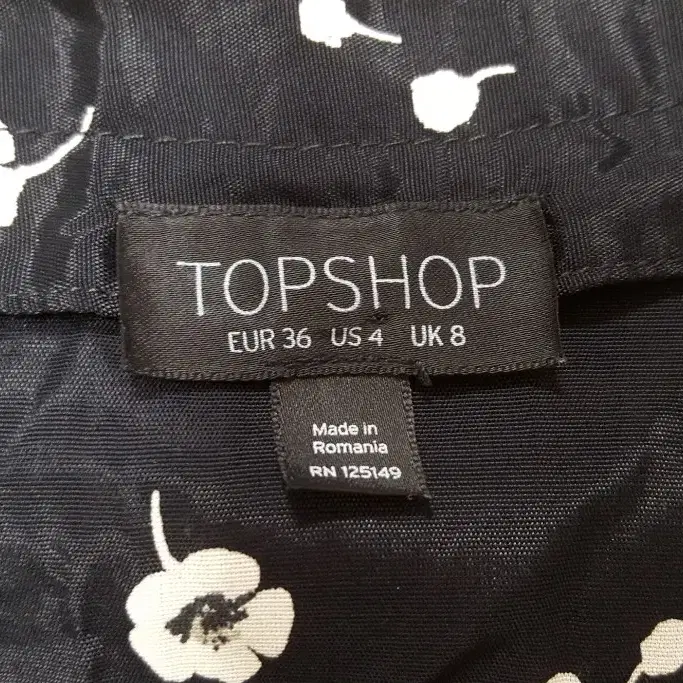 TOPSHOP
EUR 36 US 4 UK 8
Made in
Romania
RN 125149